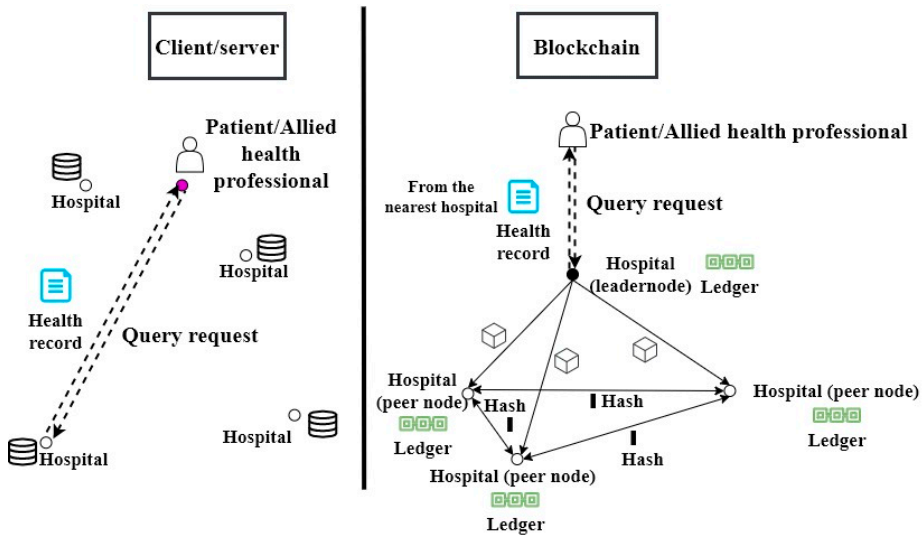 Client/server
Patient/Allied
health
professional
Hospital
Hospital
Health
record
Query request
Hospital
Hospital
Blockchain
Patient/Allied health professional
From the
nearest hospital
Health
record
Query request
Hospital
(leadernode)
Ledger
Hospital
(peer node)
Ledger
Hash
Hash
Hash
Hospital (peer node)
Ledger
Hospital (peer node)
Ledger